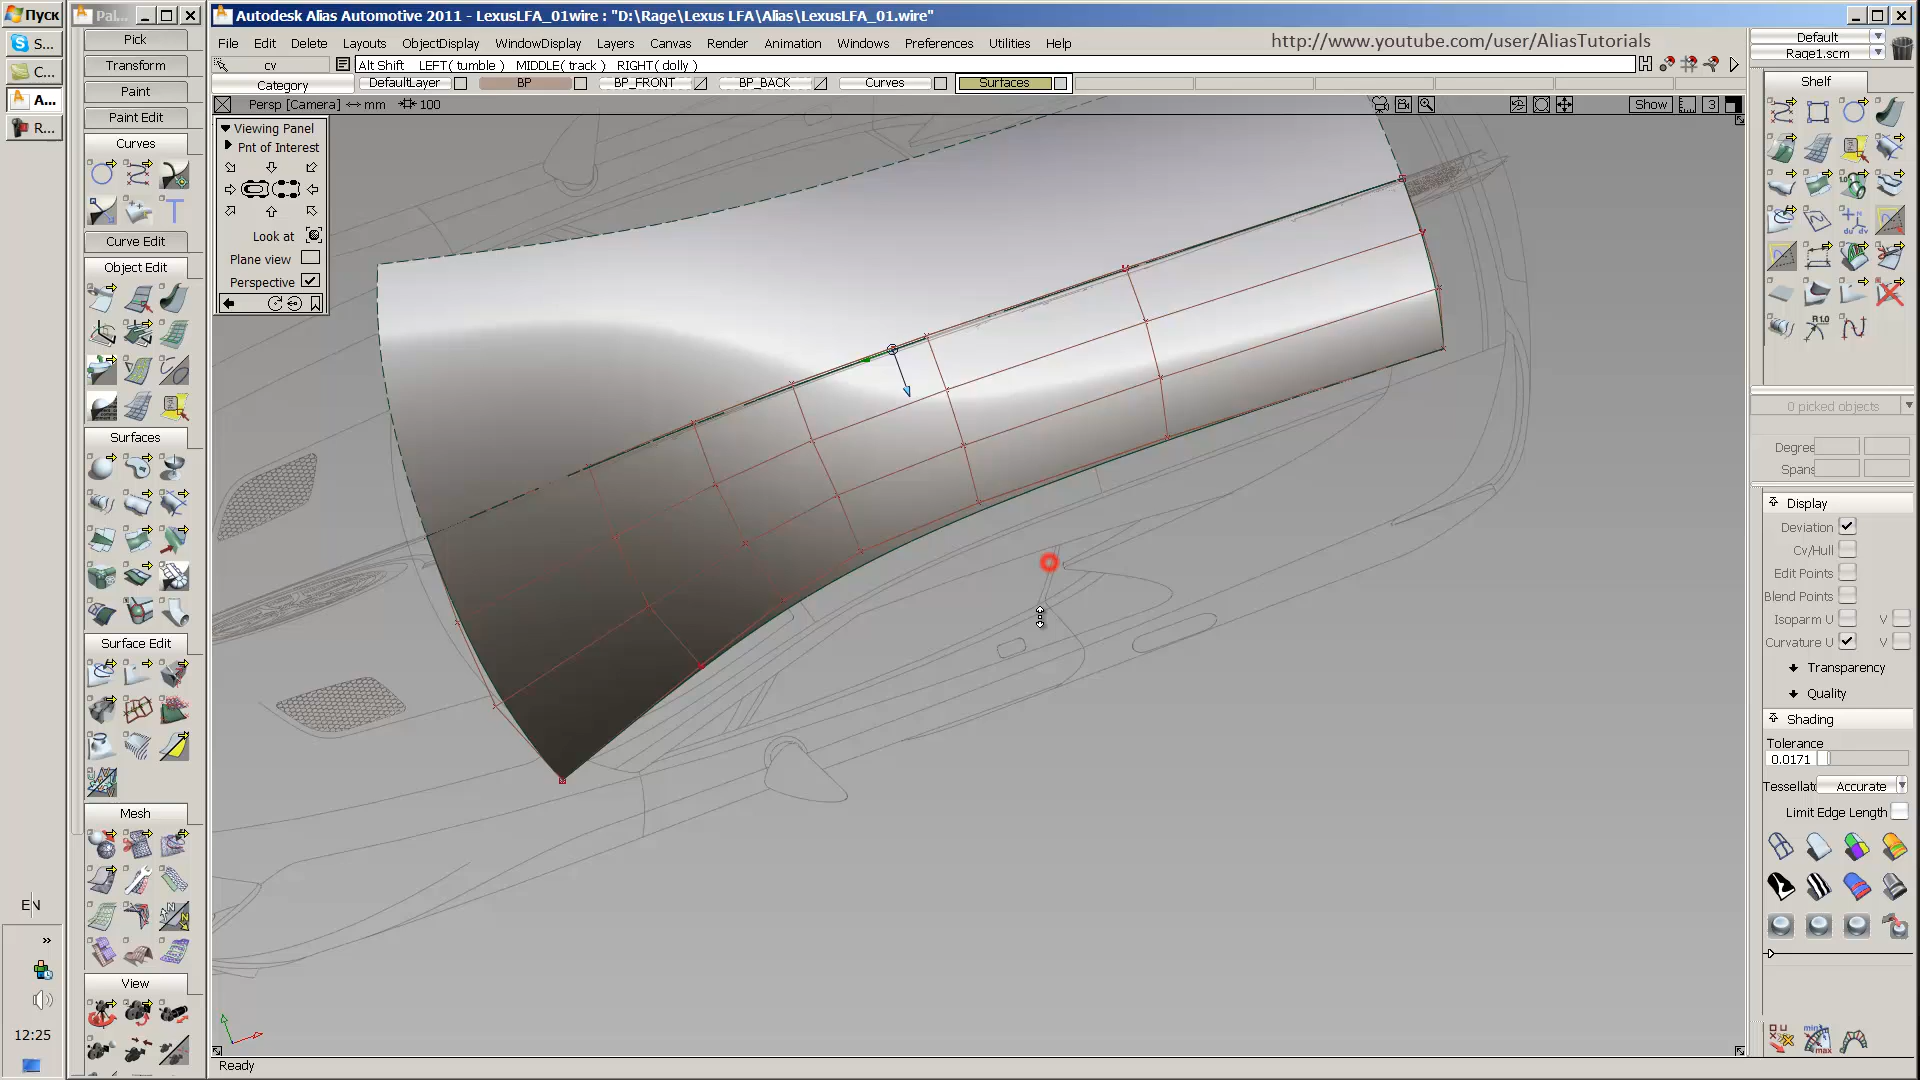 Пуск
S...
C...
A...
R...
EN
»
12:25
Pal...
Pick
Transform
Paint
Paint Edit
Curves
Curve Edit
Object Edit
Surfaces
Surface Edit
Mesh
View
Autodesk Alias Automotive 2011 - LexusLFA_01wire : "D:\Rage\Lexus LFA\Alias\LexusLFA_01.wire"
File Edit Delete Layouts ObjectDisplay WindowDisplay Layers Canvas Render Animation Windows Preferences Utilities Help
http://www.youtube.com/user/AliasTutorials
cv Alt Shift LEFT( tumble ) MIDDLE( track ) RIGHT( dolly )
Category DefaultLayer BP BP_FRONT BP_BACK Curves Surfaces
Persp [Camera] mm 100 Show 3
Viewing Panel
Pnt of Interest
Look at
Plane view
Perspective
Ready
Default
Rage1.scm
Shelf
0 picked objects
Degree
Spans
Display
Deviation
Cv/Hull
Edit Points
Blend Points
Isoparm U V
Curvature U V
Transparency
Quality
Shading
Tolerance
0.0171
Tessellat Accurate
Limit Edge Length